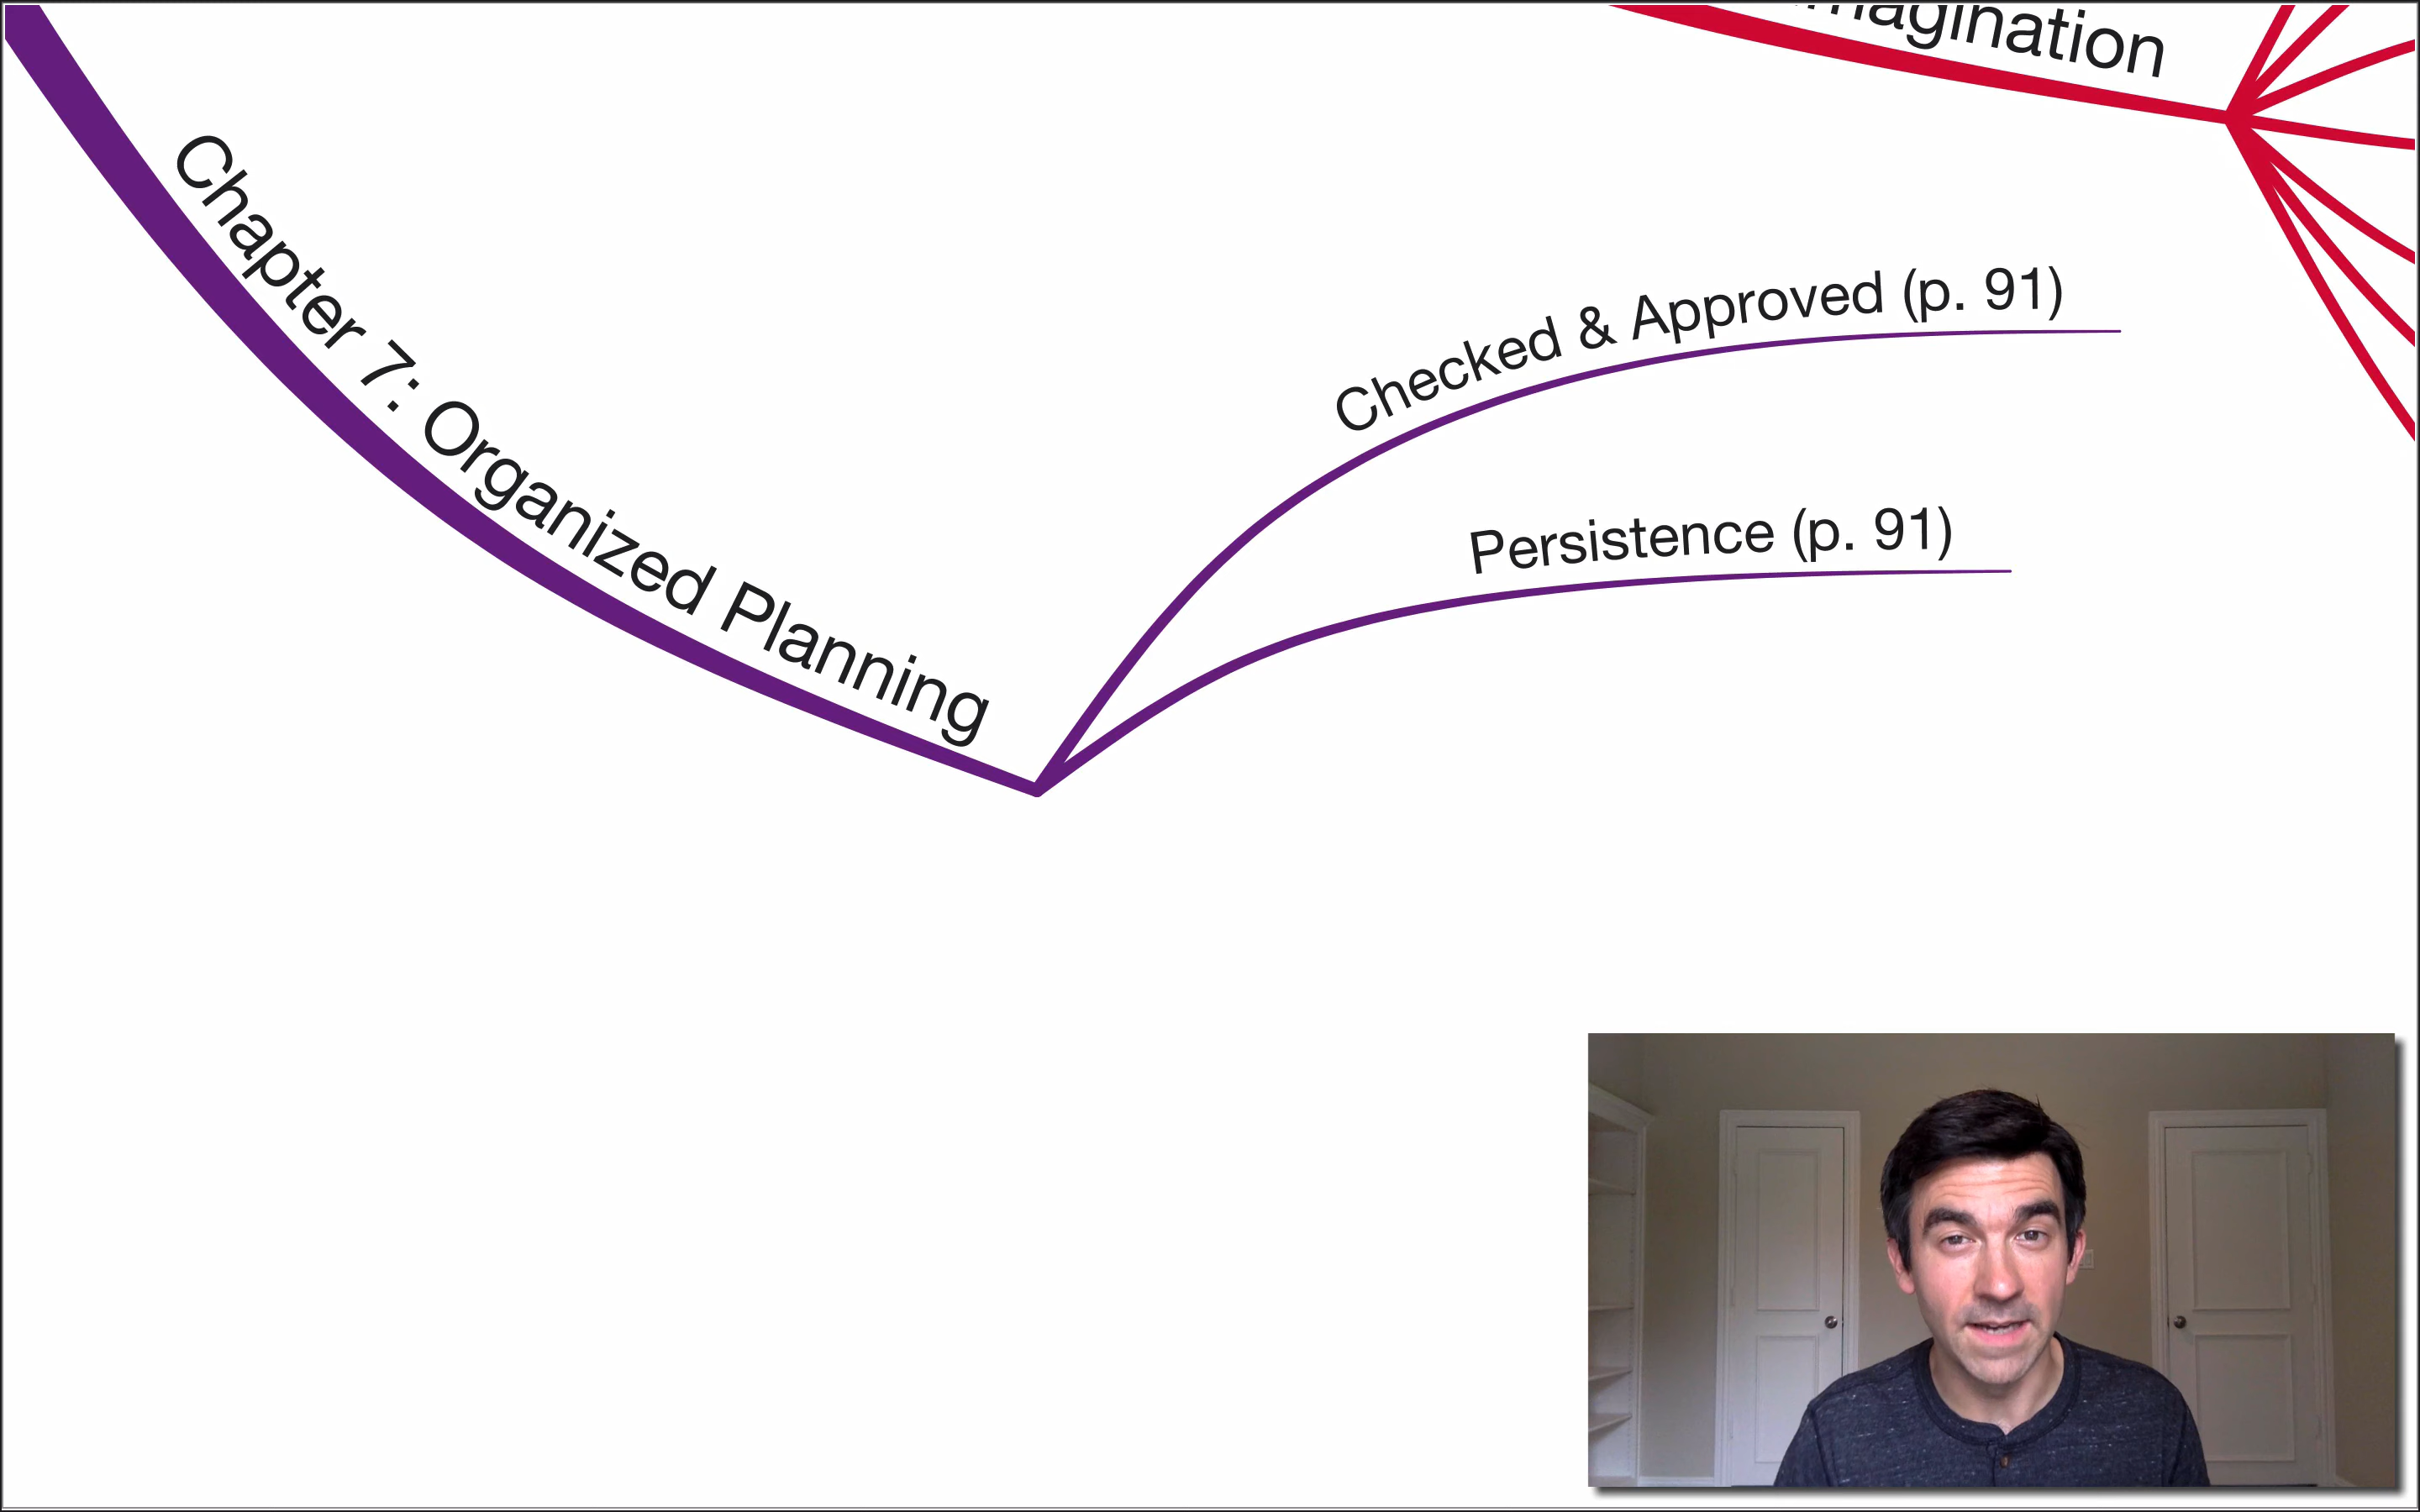 agination
Chapter 7: Organized Planning
Checked & Approved (p. 91)
Persistence (p. 91)